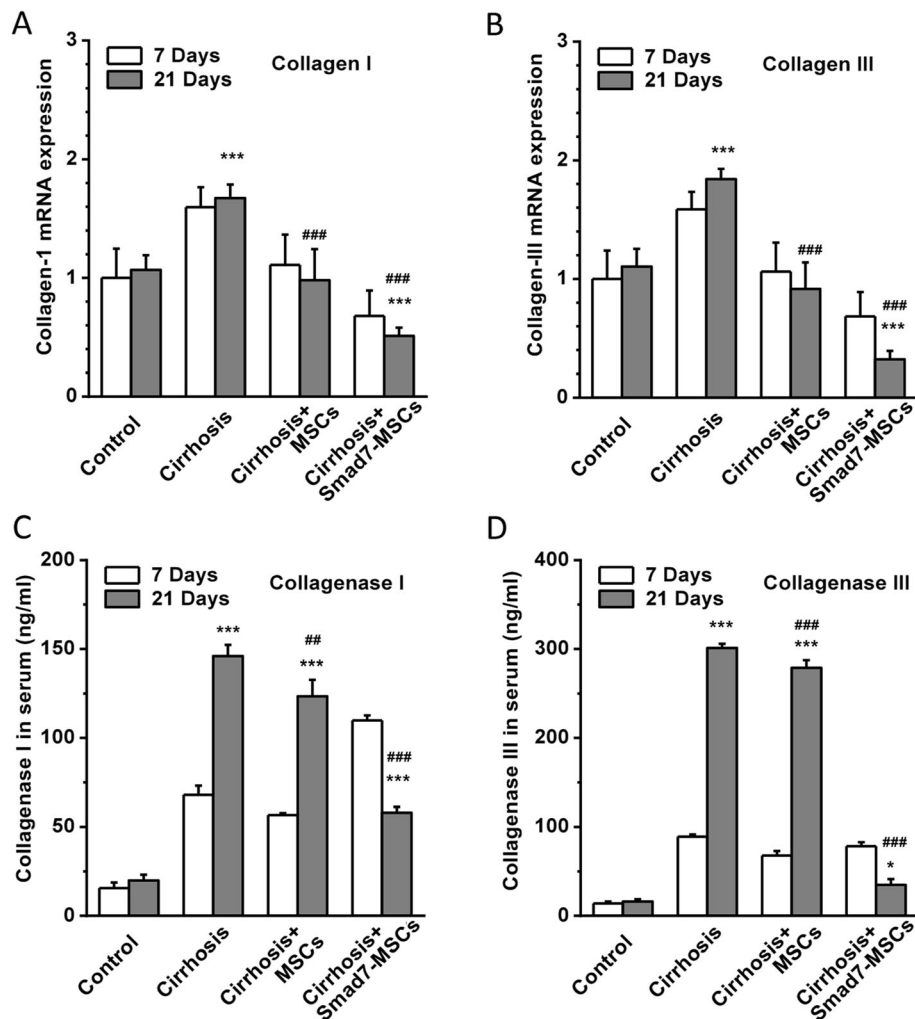 A
Collagen-1 mRNA expression
3
2
1
0
7 Days
21 Days
Collagen I
***
###
###
***
Control
Cirrhosis
Cirrhosis+
MSCs
Cirrhosis+
Smad7-MSCs
B
Collagen-III mRNA expression
3
2
1
0
7 Days
21 Days
Collagen III
***
###
###
***
Control
Cirrhosis
Cirrhosis+
MSCs
Cirrhosis+
Smad7-MSCs
C
Collagenase I in serum (ng/ml)
200
150
100
50
0
7 Days
21 Days
Collagenase I
***
##
***
###
***
Control
Cirrhosis
Cirrhosis+
MSCs
Cirrhosis+
Smad7-MSCs
D
Collagenase III in serum (ng/ml)
400
300
200
100
0
7 Days
21 Days
Collagenase III
***
###
***
###
*
Control
Cirrhosis
Cirrhosis+
MSCs
Cirrhosis+
Smad7-MSCs